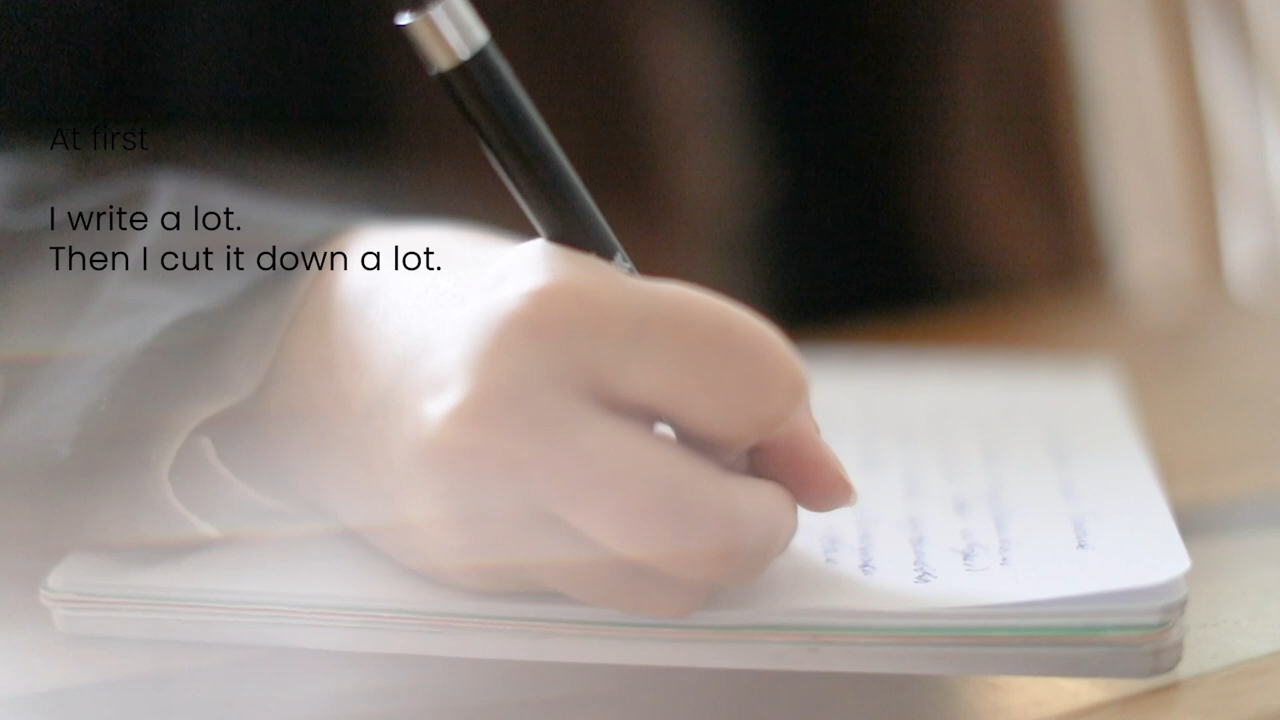 At first
I write a lot.
Then I cut it down a lot.